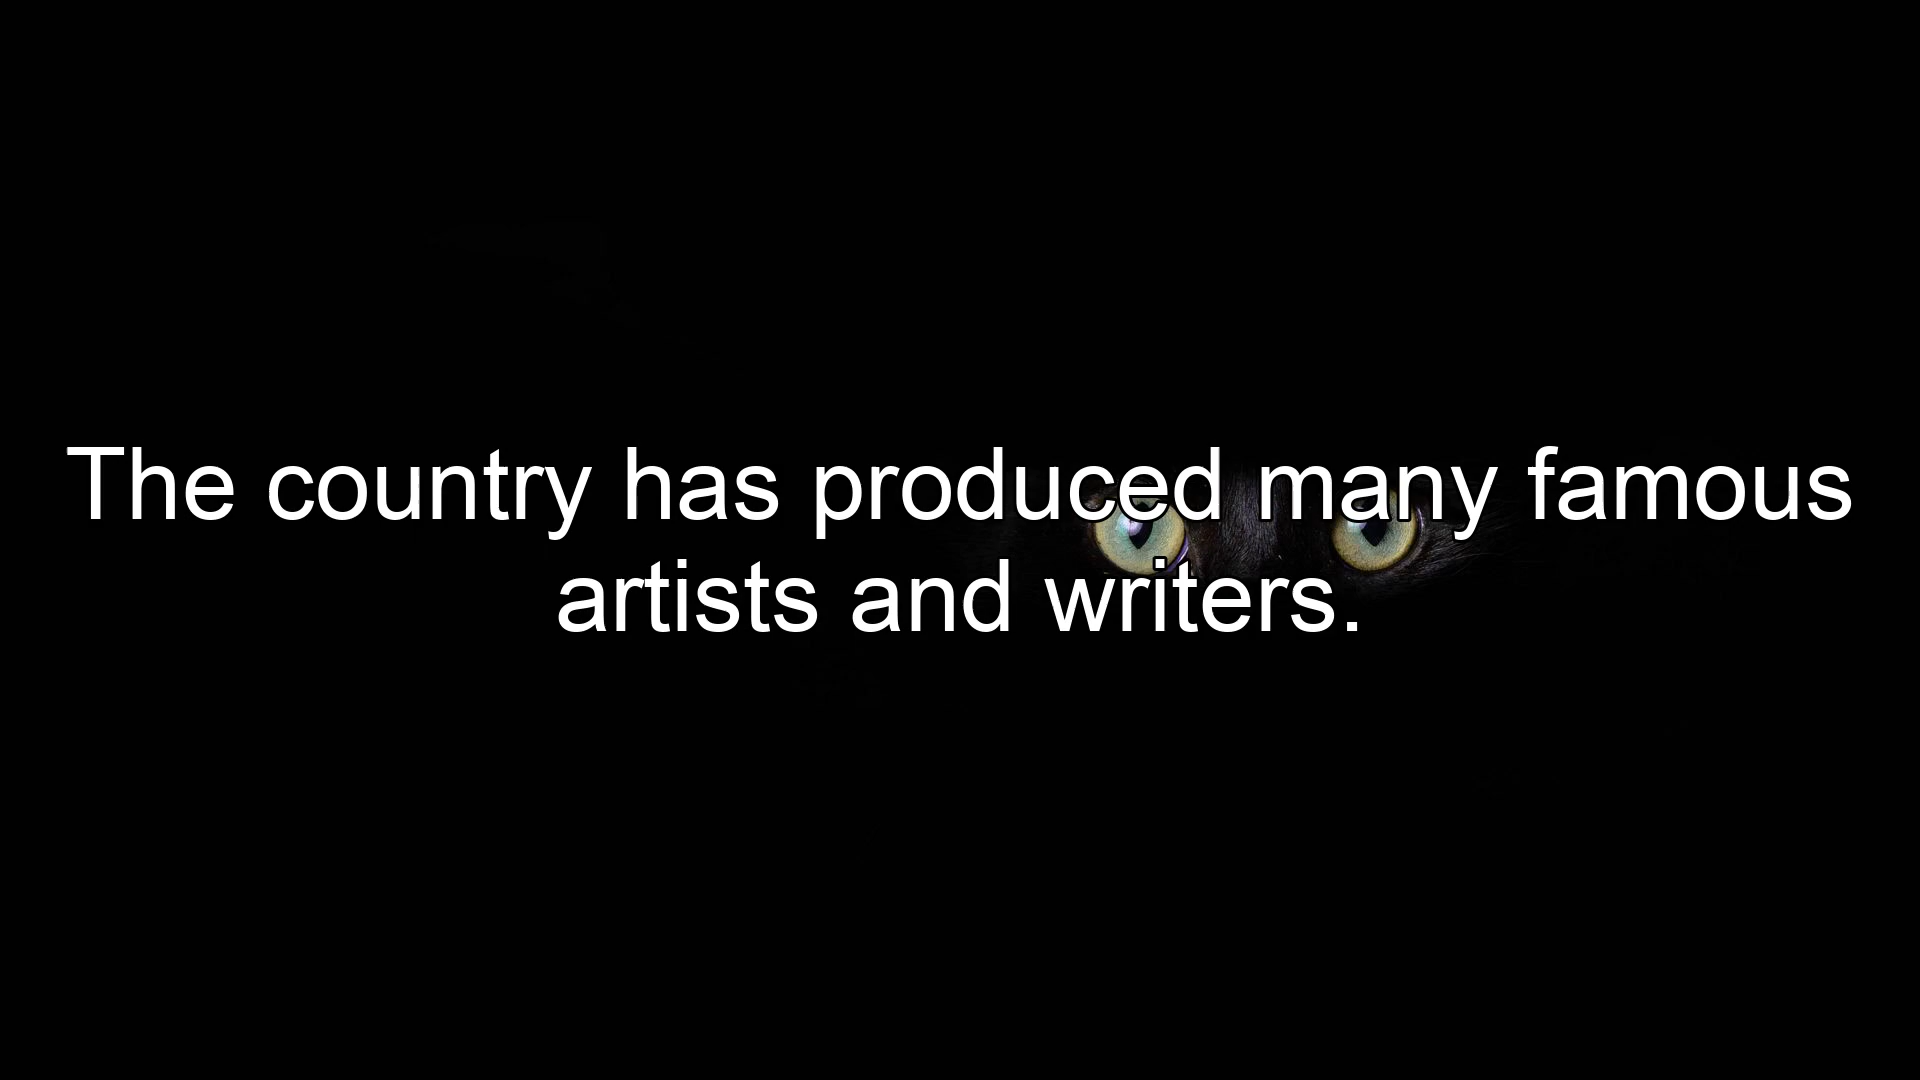 The country has produced many famous
artists and writers.